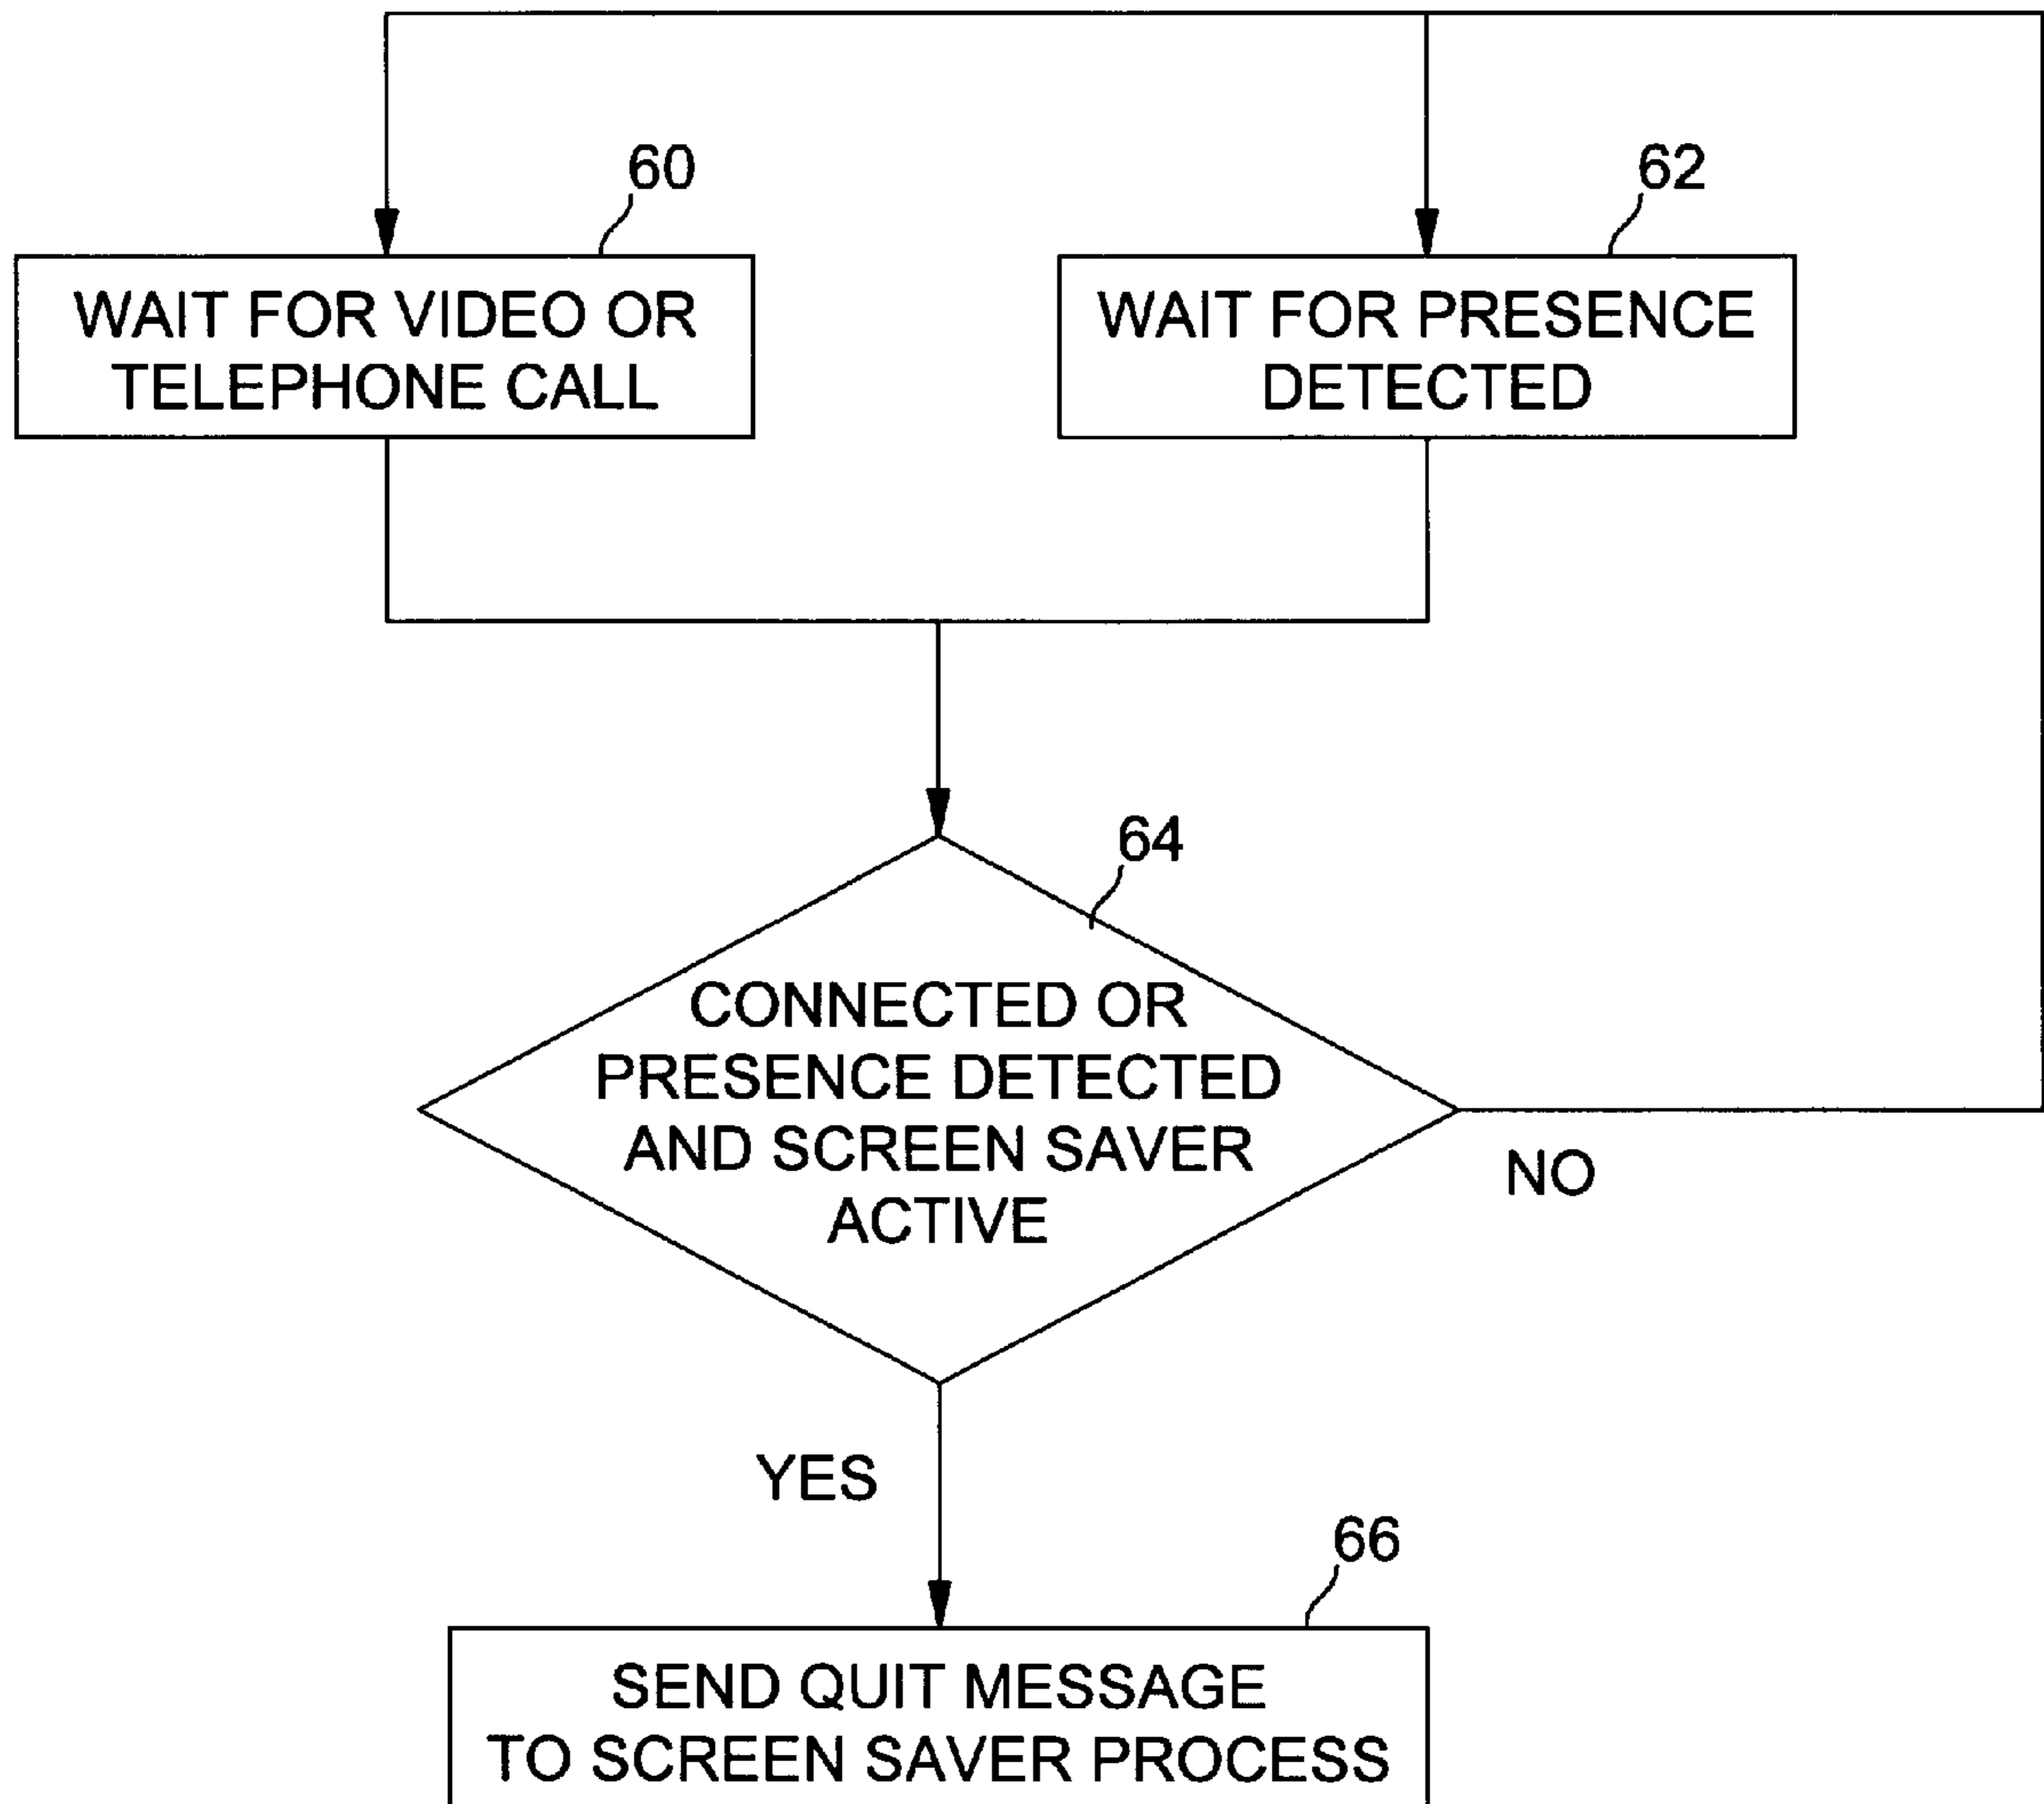 60
62
WAIT FOR VIDEO OR
TELEPHONE CALL
WAIT FOR PRESENCE
DETECTED
64
CONNECTED OR
PRESENCE DETECTED
AND SCREEN SAVER
ACTIVE
NO
YES
66
SEND QUIT MESSAGE
TO SCREEN SAVER PROCESS